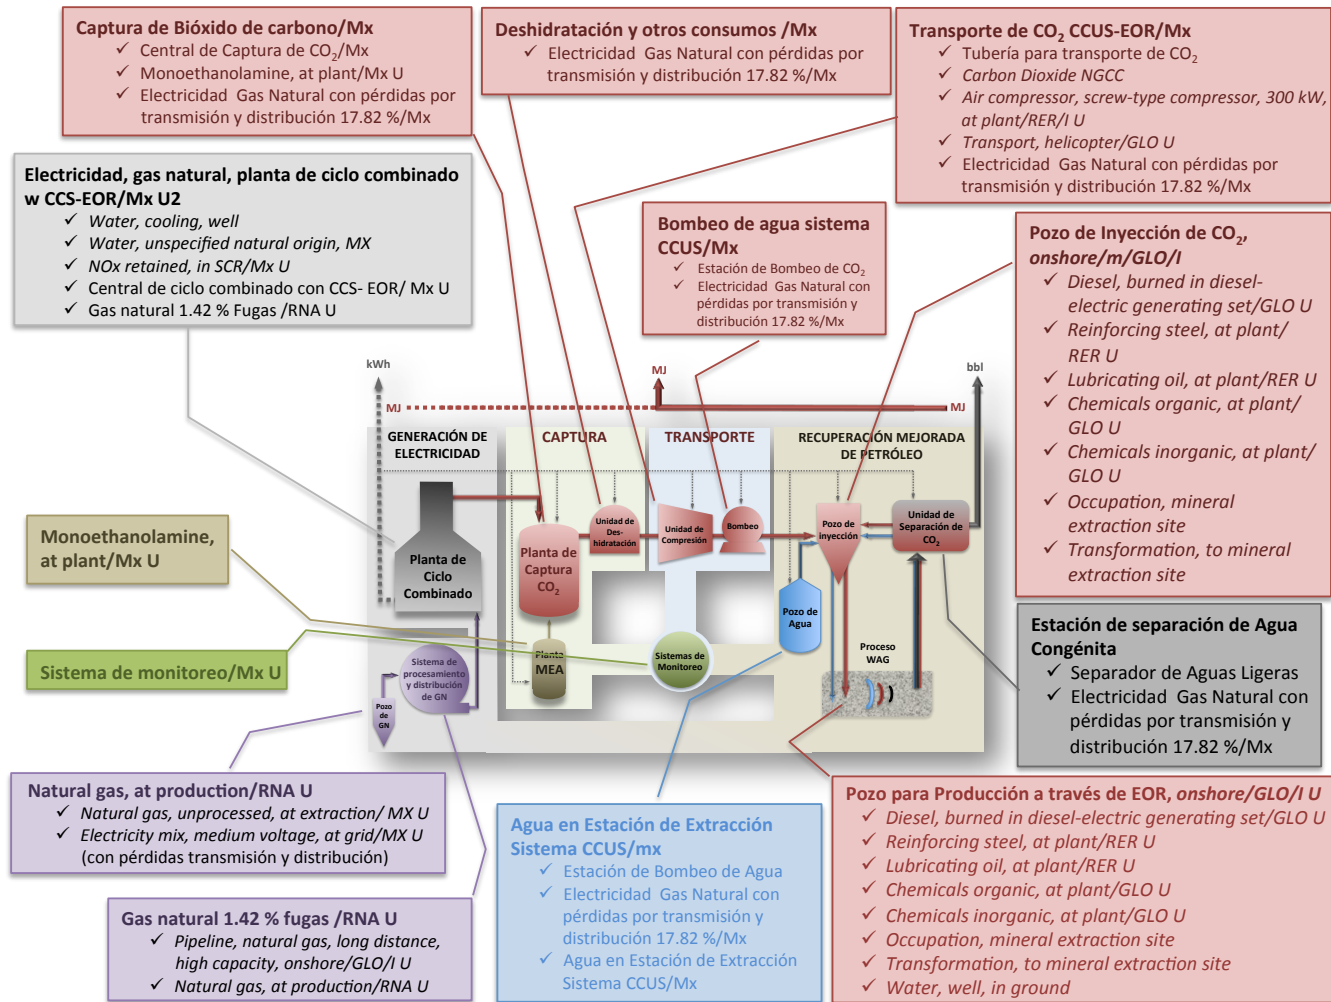 Captura de Bióxido de carbono/Mx
✓ Central de Captura de CO₂/Mx
✓ Monoethanolamine, at plant/Mx U
✓ Electricidad Gas Natural con pérdidas por
transmisión y distribución 17.82 %/Mx
Deshidratación y otros consumos /Mx
✓ Electricidad Gas Natural con pérdidas por
transmisión y distribución 17.82 %/Mx
Transporte de CO₂ CCUS-EOR/Mx
✓ Tubería para transporte de CO₂
✓ Carbon Dioxide NGCC
✓ Air compressor, screw-type compressor, 300 kW,
at plant/RER/I U
✓ Transport, helicopter/GLO U
✓ Electricidad Gas Natural con pérdidas por
transmisión y distribución 17.82 %/Mx
Electricidad, gas natural, planta de ciclo combinado
w CCS-EOR/Mx U2
✓ Water, cooling, well
✓ Water, unspecified natural origin, MX
✓ NOx retained, in SCR/Mx U
✓ Central de ciclo combinado con CCS- EOR/ Mx U
✓ Gas natural 1.42 % Fugas /RNA U
Bombeo de agua sistema
CCUS/Mx
✓ Estación de Bombeo de CO₂
✓ Electricidad Gas Natural con
pérdidas por transmisión y
distribución 17.82 %/Mx
Pozo de Inyección de CO₂,
onshore/m/GLO/I
✓ Diesel, burned in diesel-
electric generating set/GLO U
✓ Reinforcing steel, at plant/
RER U
✓ Lubricating oil, at plant/RER U
✓ Chemicals organic, at plant/
GLO U
✓ Chemicals inorganic, at plant/
GLO U
✓ Occupation, mineral
extraction site
✓ Transformation, to mineral
extraction site
kWh
MJ
MJ
MJ
bbl
GENERACIÓN DE
ELECTRICIDAD
CAPTURA
TRANSPORTE
RECUPERACIÓN MEJORADA
DE PETRÓLEO
Planta de
Ciclo
Combinado
Planta de
Captura
CO₂
Unidad de
Des-
hidratación
Unidad de
Compresión
Bombeo
Pozo de
inyección
Unidad de
Separación de
CO₂
Planta
MEA
Sistemas de
Monitoreo
Pozo de
Agua
Proceso
WAG
Sistema de
procesamiento
y distribución
de GN
Pozo
de
GN
Monoethanolamine,
at plant/Mx U
Sistema de monitoreo/Mx U
Estación de separación de Agua
Congénita
✓ Separador de Aguas Ligeras
✓ Electricidad Gas Natural con
pérdidas por transmisión y
distribución 17.82 %/Mx
Natural gas, at production/RNA U
✓ Natural gas, unprocessed, at extraction/ MX U
✓ Electricity mix, medium voltage, at grid/MX U
(con pérdidas transmisión y distribución)
Gas natural 1.42 % fugas /RNA U
✓ Pipeline, natural gas, long distance,
high capacity, onshore/GLO/I U
✓ Natural gas, at production/RNA U
Agua en Estación de Extracción
Sistema CCUS/mx
✓ Estación de Bombeo de Agua
✓ Electricidad Gas Natural con
pérdidas por transmisión y
distribución 17.82 %/Mx
✓ Agua en Estación de Extracción
Sistema CCUS/Mx
Pozo para Producción a través de EOR, onshore/GLO/I U
✓ Diesel, burned in diesel-electric generating set/GLO U
✓ Reinforcing steel, at plant/RER U
✓ Lubricating oil, at plant/RER U
✓ Chemicals organic, at plant/GLO U
✓ Chemicals inorganic, at plant/GLO U
✓ Occupation, mineral extraction site
✓ Transformation, to mineral extraction site
✓ Water, well, in ground